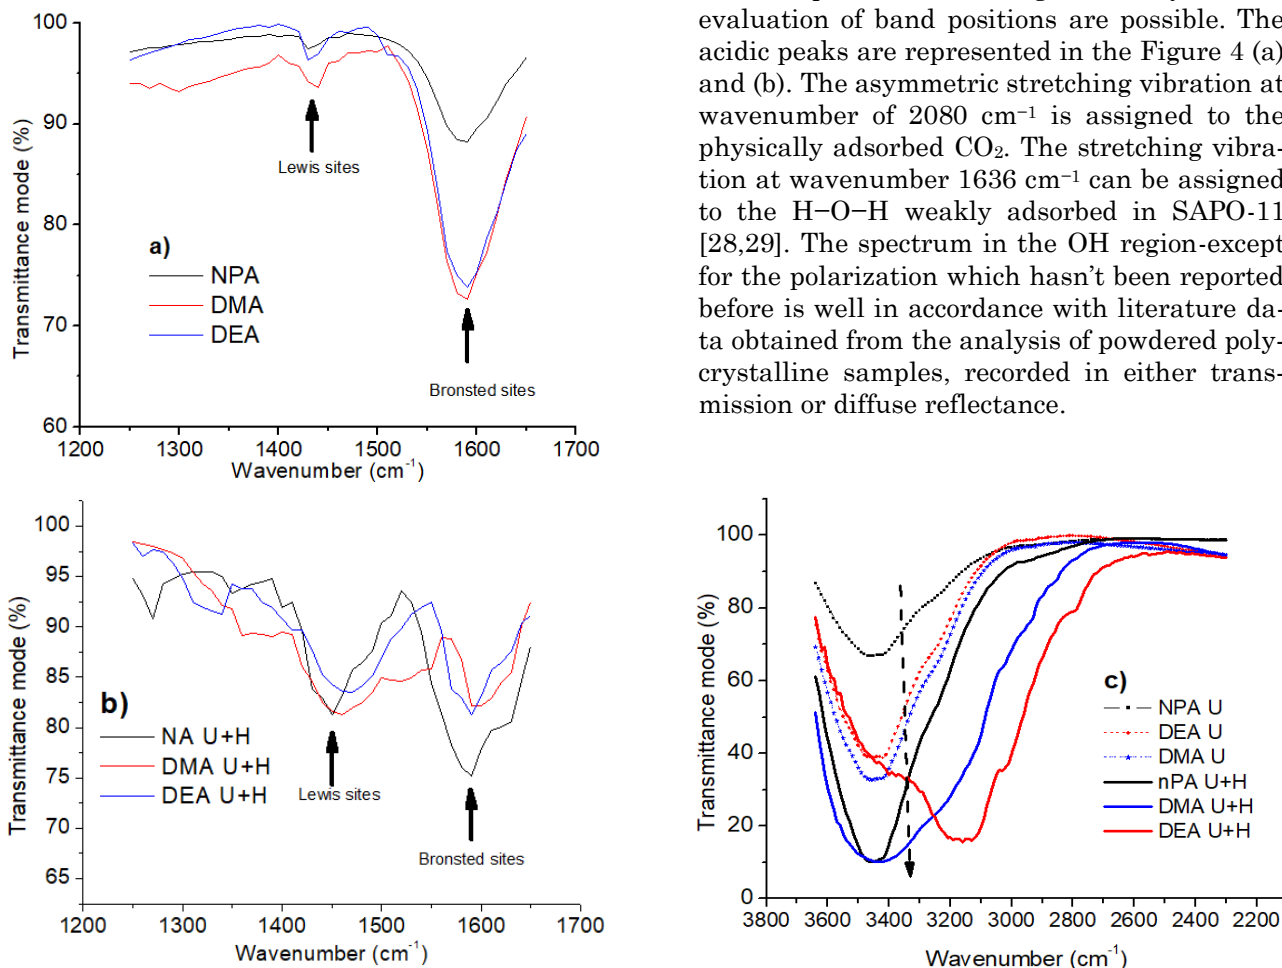 evaluation of band positions are possible. The
acidic peaks are represented in the Figure 4 (a)
and (b). The asymmetric stretching vibration at
wavenumber of 2080 cm⁻¹ is assigned to the
physically adsorbed CO₂. The stretching vibra-
tion at wavenumber 1636 cm⁻¹ can be assigned
to the H−O−H weakly adsorbed in SAPO-11
[28,29]. The spectrum in the OH region-except
for the polarization which hasn't been reported
before is well in accordance with literature da-
ta obtained from the analysis of powdered poly-
crystalline samples, recorded in either trans-
mission or diffuse reflectance.
100
90
80
70
60
Transmittance mode (%)
Lewis sites
a)
NPA
DMA
DEA
Bronsted sites
1200 1300 1400 1500 1600 1700
Wavenumber (cm⁻¹)
100
95
90
85
80
75
70
65
Transmittance mode (%)
b)
NA U+H
DMA U+H
DEA U+H
Lewis sites
Bronsted sites
1200 1300 1400 1500 1600 1700
Wavenumber (cm⁻¹)
100
80
60
40
20
0
Transmittance mode (%)
c)
NPA U
DEA U
DMA U
nPA U+H
DMA U+H
DEA U+H
3800 3600 3400 3200 3000 2800 2600 2400 2200
Wavenumber (cm⁻¹)